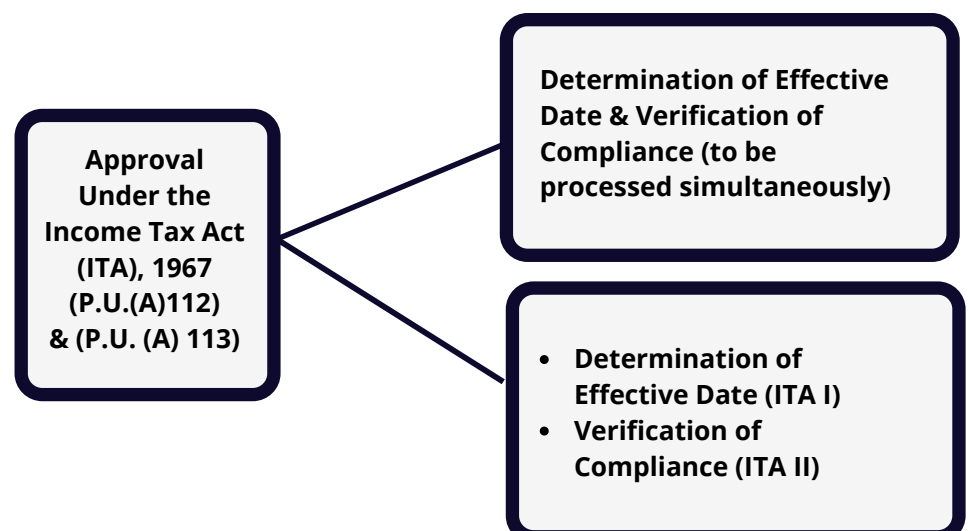 Approval
Under the
Income Tax Act
(ITA), 1967
(P.U.(A)112)
& (P.U. (A) 113)
Determination of Effective
Date & Verification of
Compliance (to be
processed simultaneously)
• Determination of
Effective Date (ITA I)
• Verification of
Compliance (ITA II)